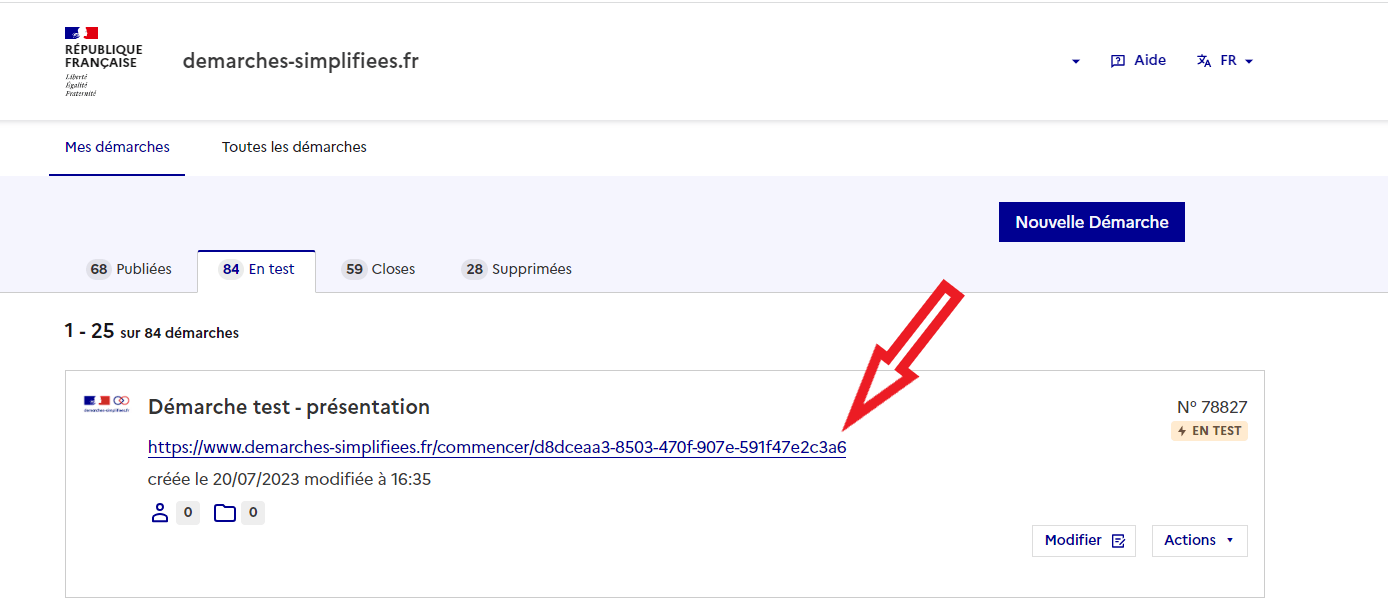 RÉPUBLIQUE
FRANÇAISE
Liberté
Égalité
Fraternité
demarches-simplifiees.fr
Aide
FR
Mes démarches
Toutes les démarches
Nouvelle Démarche
68 Publiées
84 En test
59 Closes
28 Supprimées
1 - 25 sur 84 démarches
demarches-simplifiees.fr
Démarche test - présentation
N° 78827
https://www.demarches-simplifiees.fr/commencer/d8dceaa3-8503-470f-907e-591f47e2c3a6
EN TEST
créée le 20/07/2023 modifiée à 16:35
0
0
Modifier
Actions